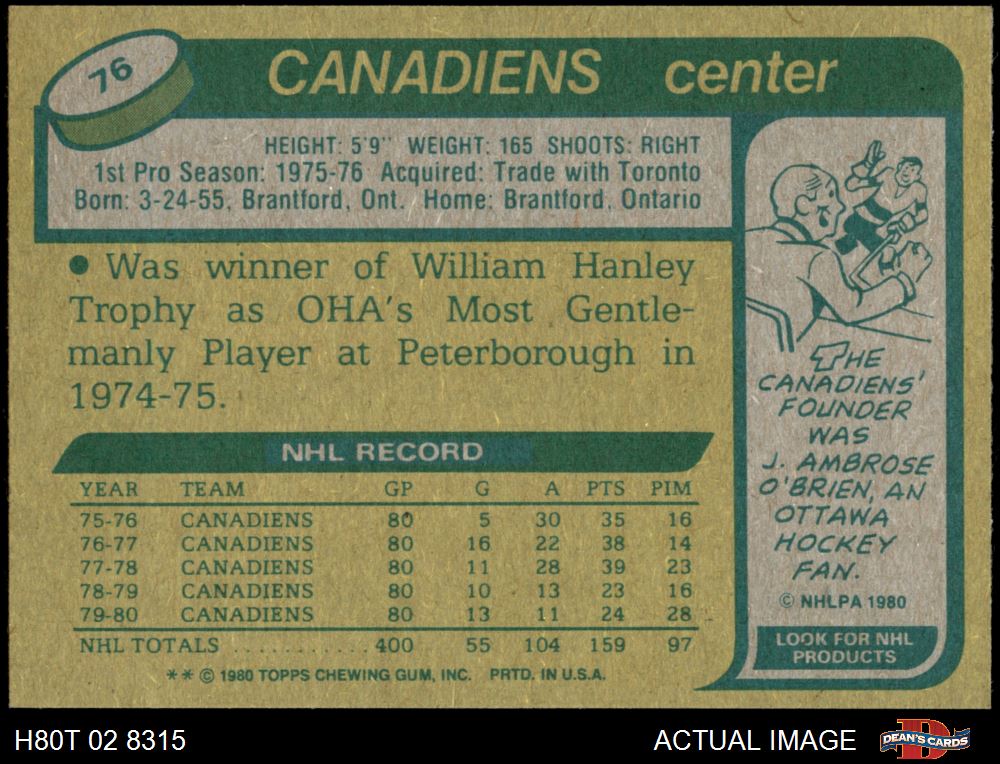 76
CANADIENS center
HEIGHT: 5'9" WEIGHT: 165 SHOOTS: RIGHT
1st Pro Season: 1975-76 Acquired: Trade with Toronto
Born: 3-24-55, Brantford, Ont. Home: Brantford, Ontario
● Was winner of William Hanley
Trophy as OHA's Most Gentle-
manly Player at Peterborough in
1974-75.
NHL RECORD
YEAR TEAM GP G A PTS PIM
75-76 CANADIENS 80 5 30 35 16
76-77 CANADIENS 80 16 22 38 14
77-78 CANADIENS 80 11 28 39 23
78-79 CANADIENS 80 10 13 23 16
79-80 CANADIENS 80 13 11 24 28
NHL TOTALS ........... 400 55 104 159 97
** © 1980 TOPPS CHEWING GUM, INC. PRTD. IN U.S.A.
THE
CANADIENS'
FOUNDER
WAS
J. AMBROSE
O'BRIEN, AN
OTTAWA
HOCKEY
FAN.
© NHLPA 1980
LOOK FOR NHL
PRODUCTS
H80T 02 8315
ACTUAL IMAGE
D
DEAN'S CARDS